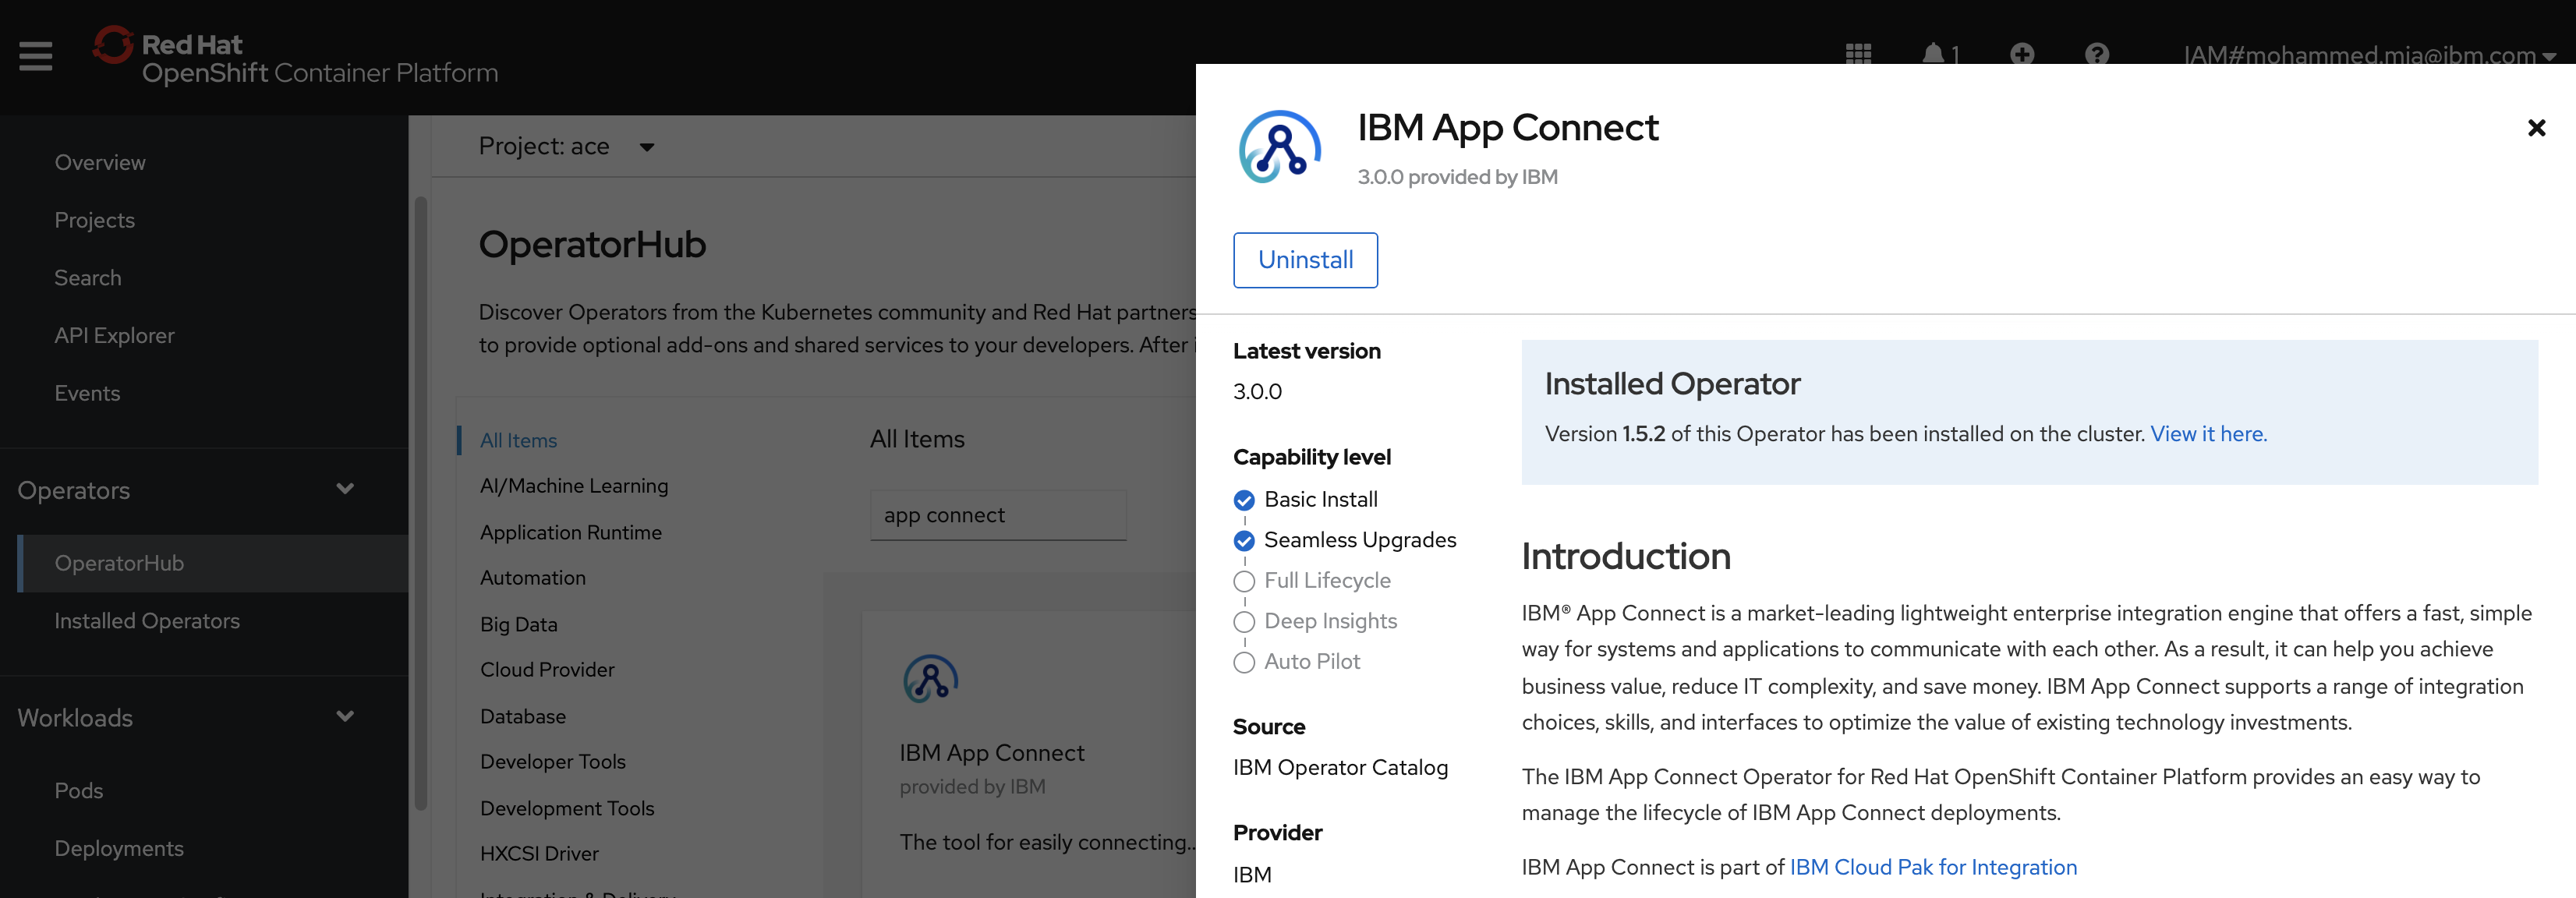 Red Hat
OpenShift Container Platform
1
IAM#mohammed.mia@ibm.com
Overview
Projects
Search
API Explorer
Events
Operators
OperatorHub
Installed Operators
Workloads
Pods
Deployments
Project: ace
OperatorHub
Discover Operators from the Kubernetes community and Red Hat partners
to provide optional add-ons and shared services to your developers. After i
All Items
AI/Machine Learning
Application Runtime
Automation
Big Data
Cloud Provider
Database
Developer Tools
Development Tools
HXCSI Driver
Integration & Delivery
All Items
app connect
IBM App Connect
provided by IBM
The tool for easily connecting...
IBM App Connect
3.0.0 provided by IBM
Uninstall
Latest version
3.0.0
Capability level
Basic Install
Seamless Upgrades
Full Lifecycle
Deep Insights
Auto Pilot
Source
IBM Operator Catalog
Provider
IBM
Installed Operator
Version 1.5.2 of this Operator has been installed on the cluster. View it here.
Introduction
IBM® App Connect is a market-leading lightweight enterprise integration engine that offers a fast, simple
way for systems and applications to communicate with each other. As a result, it can help you achieve
business value, reduce IT complexity, and save money. IBM App Connect supports a range of integration
choices, skills, and interfaces to optimize the value of existing technology investments.
The IBM App Connect Operator for Red Hat OpenShift Container Platform provides an easy way to
manage the lifecycle of IBM App Connect deployments.
IBM App Connect is part of IBM Cloud Pak for Integration